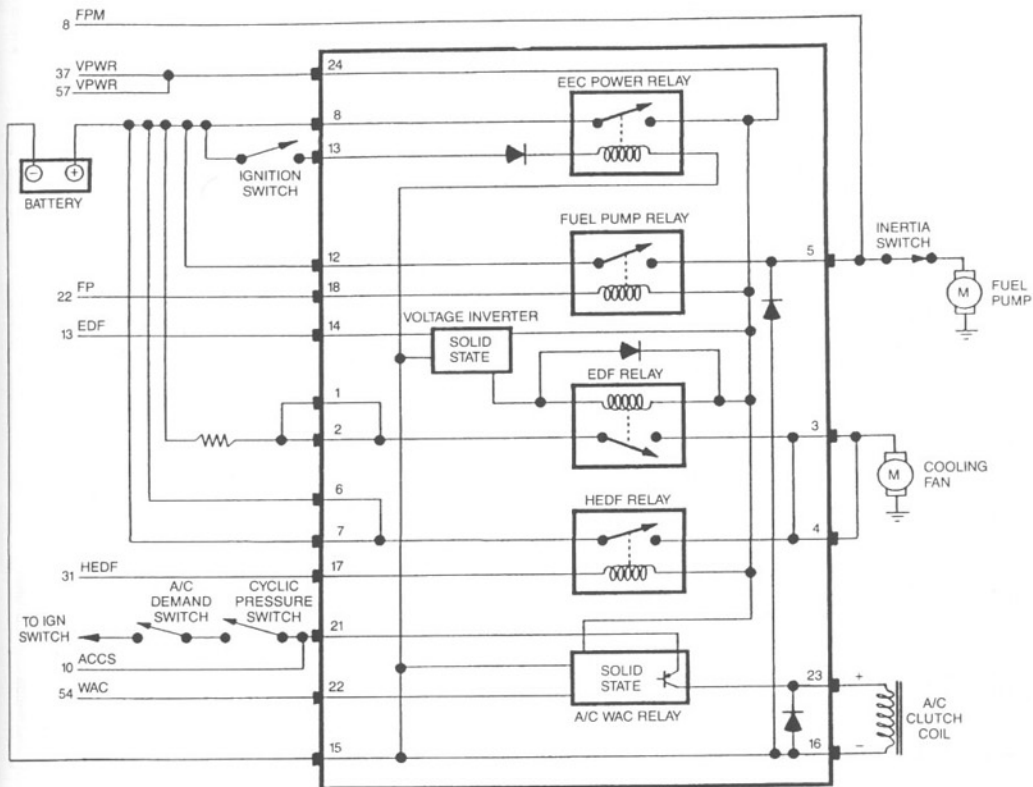 8 FPM
37 VPWR
57 VPWR
24
EEC POWER RELAY
8
13
IGNITION
SWITCH
− +
BATTERY
FUEL PUMP RELAY
12
5
INERTIA
SWITCH
M
FUEL
PUMP
22 FP
18
13 EDF
14
VOLTAGE INVERTER
SOLID
STATE
EDF RELAY
1
2
3
M
COOLING
FAN
6
HEDF RELAY
7
4
31 HEDF
17
TO IGN
SWITCH
A/C
DEMAND
SWITCH
CYCLIC
PRESSURE
SWITCH
21
10 ACCS
54 WAC
22
SOLID
STATE
A/C WAC RELAY
23
+
A/C
CLUTCH
COIL
15
16
−